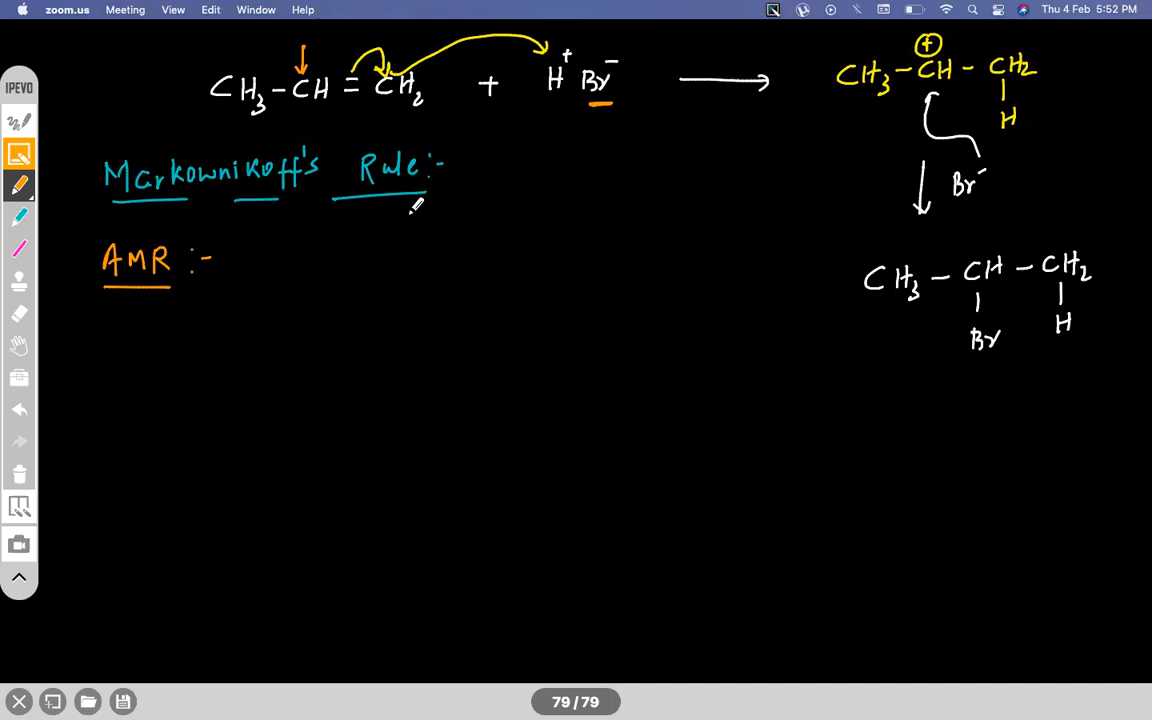 zoom.us Meeting View Edit Window Help Thu 4 Feb 5:52 PM
IPEVO
CH3 - CH = CH2 + H+ Br- → CH3 - CH - CH2
+
H
Br-
Markownikoff's Rule:-
AMR :-
CH3 - CH - CH2
Br H
79 / 79